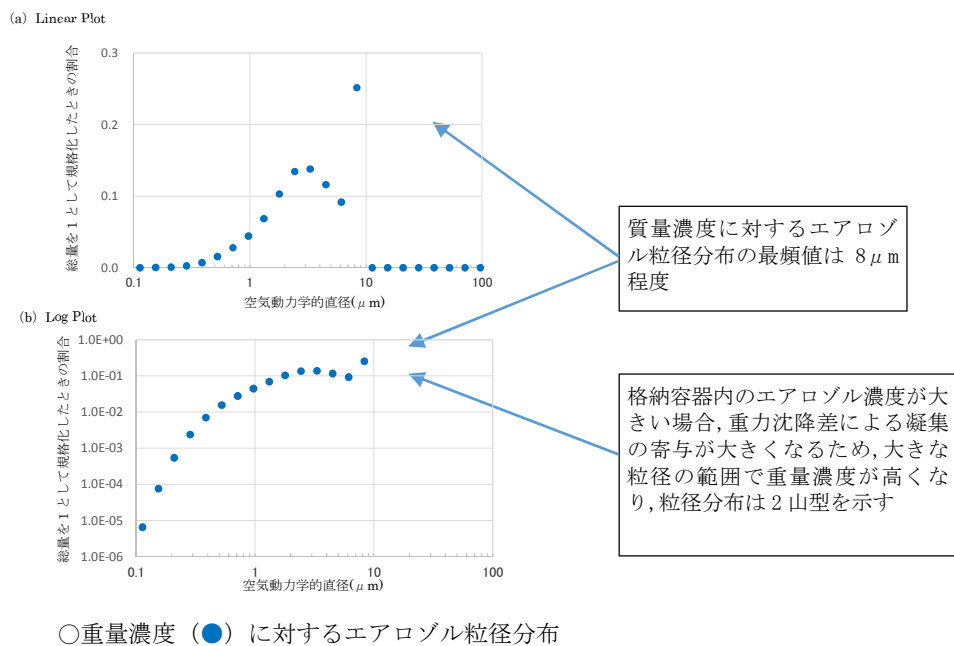 (a) Linear Plot
総量を１として規格化したときの割合
0.3
0.2
0.1
0.0
0.1 1 10 100
空気動力学的直径(μm)
(b) Log Plot
総量を１として規格化したときの割合
1.0E+00
1.0E-01
1.0E-02
1.0E-03
1.0E-04
1.0E-05
1.0E-06
0.1 1 10 100
空気動力学的直径(μm)
質量濃度に対するエアロゾ
ル粒径分布の最頻値は 8μm
程度
格納容器内のエアロゾル濃度が大
きい場合,重力沈降差による凝集
の寄与が大きくなるため,大きな
粒径の範囲で重量濃度が高くな
り,粒径分布は２山型を示す
○重量濃度（●）に対するエアロゾル粒径分布